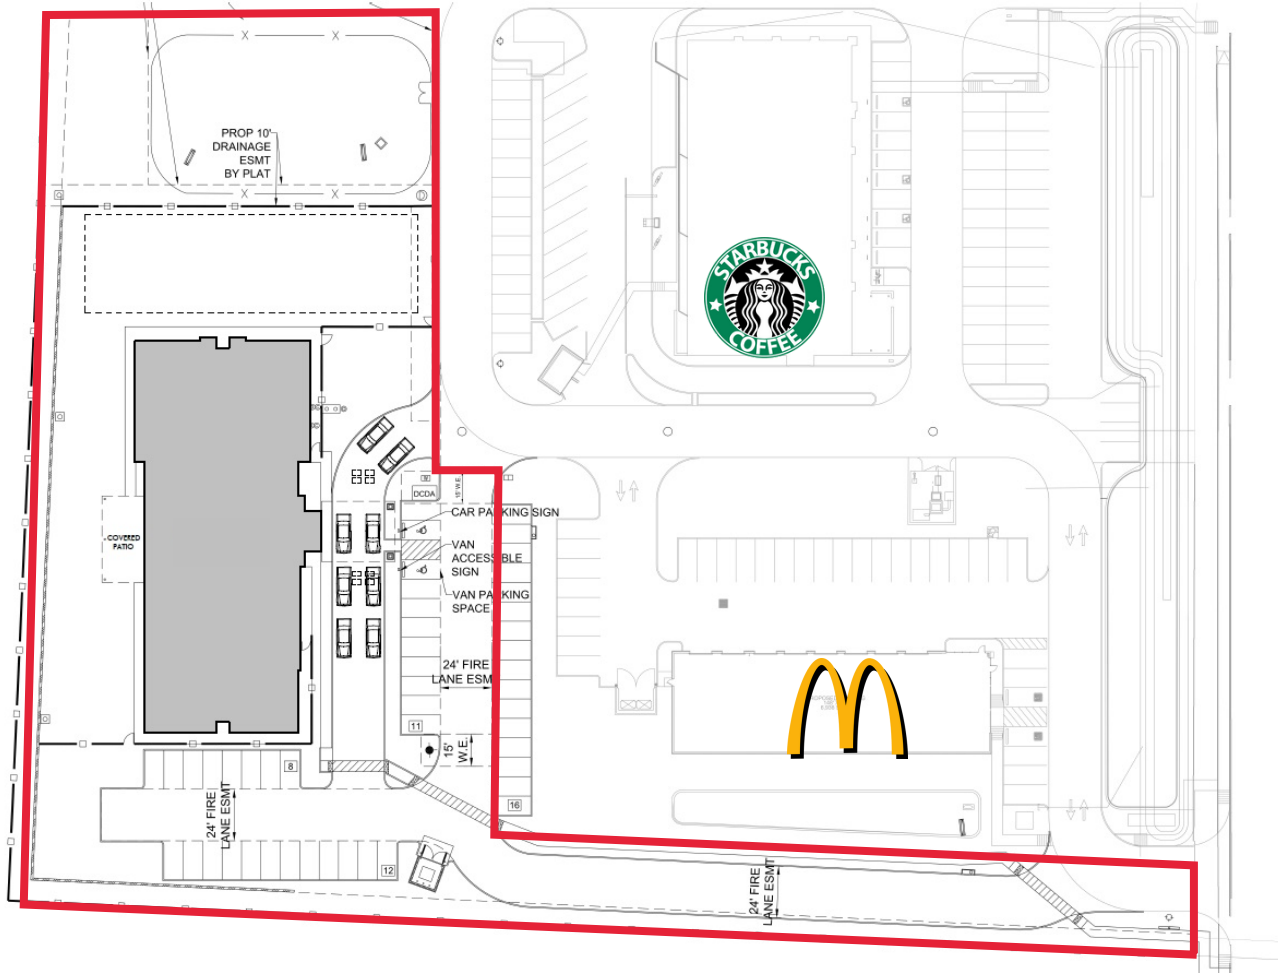 PROP 10'
DRAINAGE
ESMT
BY PLAT
STARBUCKS
COFFEE
COVERED
PATIO
DCDA
15' W.E.
CAR PARKING SIGN
VAN
ACCESSIBLE
SIGN
VAN PARKING
SPACE
24' FIRE
LANE ESMT
11
15'
W.E.
8
16
24' FIRE
LANE ESMT
12
24' FIRE
LANE ESMT